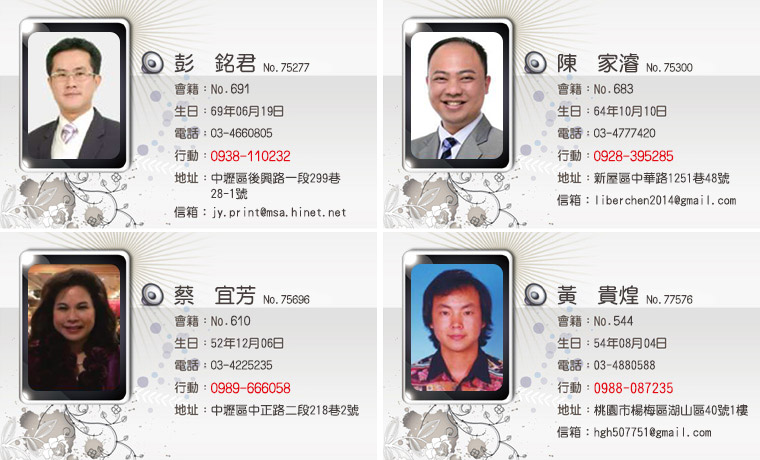 彭 銘君 No.75277
會籍：No.691
生日：69年06月19日
電話：03-4660805
行動：0938-110232
地址：中壢區後興路一段299巷
28-1號
信箱：jy.print@msa.hinet.net
陳 家濬 No.75300
會籍：No.683
生日：64年10月10日
電話：03-4777420
行動：0928-395285
地址：新屋區中華路1251巷48號
信箱：liberchen2014@gmail.com
蔡 宜芳 No.75696
會籍：No.610
生日：52年12月06日
電話：03-4225235
行動：0989-666058
地址：中壢區中正路二段218巷2號
黃 貴煌 No.77576
會籍：No.544
生日：54年08月04日
電話：03-4880588
行動：0988-087235
地址：桃園市楊梅區湖山區40號1樓
信箱：hgh507751@gmail.com